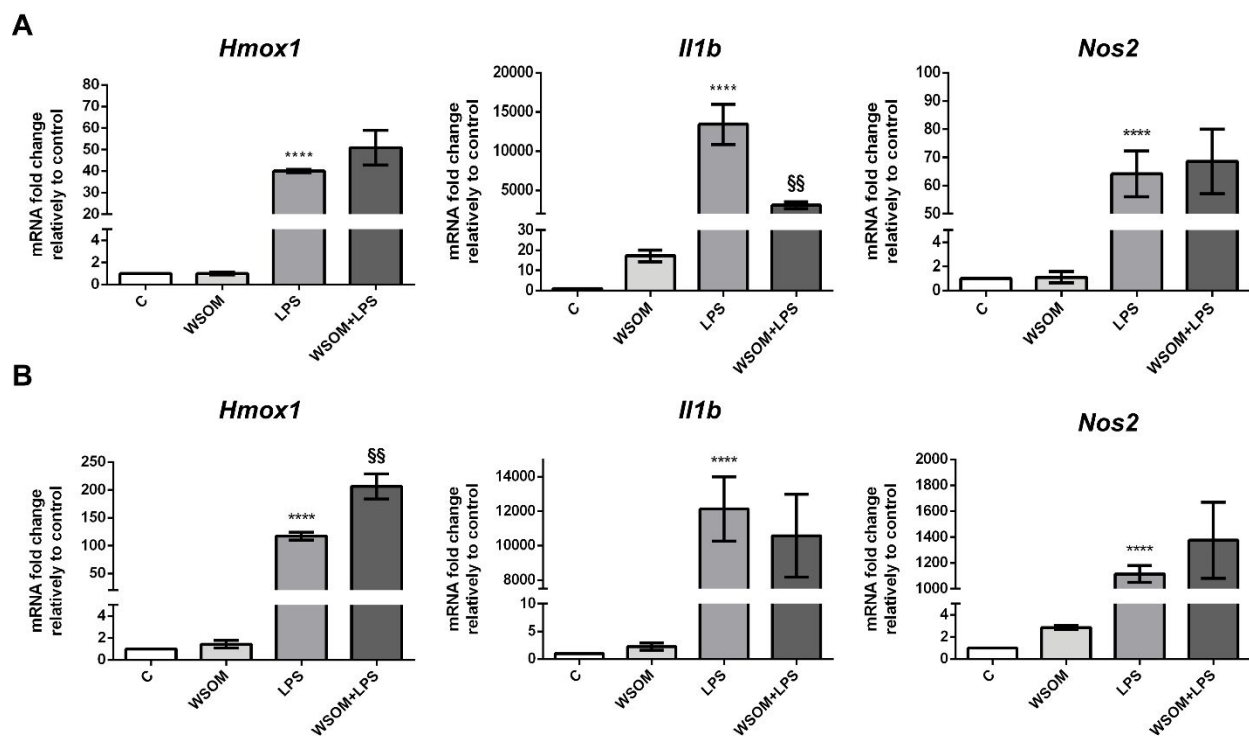 A
Hmox1
mRNA fold change
relatively to control
80
70
60
50
40
30
20
4
2
0
****
C
WSOM
LPS
WSOM+LPS
Il1b
mRNA fold change
relatively to control
20000
15000
10000
5000
30
20
10
0
****
§§
C
WSOM
LPS
WSOM+LPS
Nos2
mRNA fold change
relatively to control
100
90
80
70
60
50
4
2
0
****
C
WSOM
LPS
WSOM+LPS
B
Hmox1
mRNA fold change
relatively to control
250
200
150
100
50
4
2
0
****
§§
C
WSOM
LPS
WSOM+LPS
Il1b
mRNA fold change
relatively to control
14000
12000
10000
8000
10
5
0
****
C
WSOM
LPS
WSOM+LPS
Nos2
mRNA fold change
relatively to control
2000
1800
1600
1400
1200
1000
6
4
2
0
****
C
WSOM
LPS
WSOM+LPS